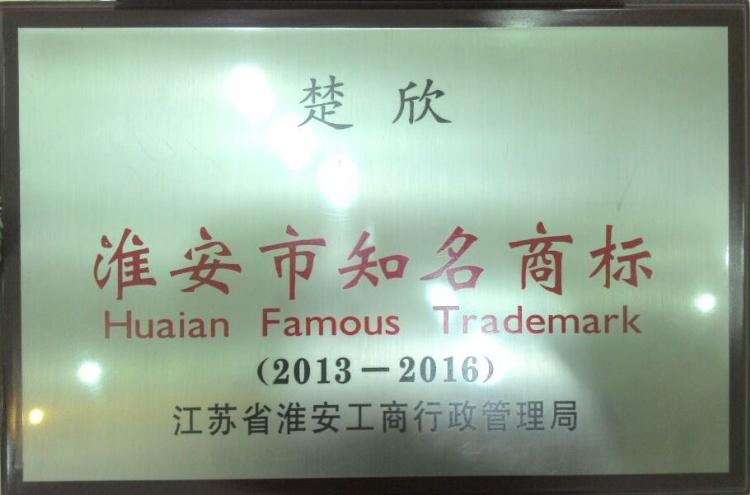 楚欣
淮安市知名商标
Huaian Famous Trademark
(2013－2016)
江苏省淮安工商行政管理局